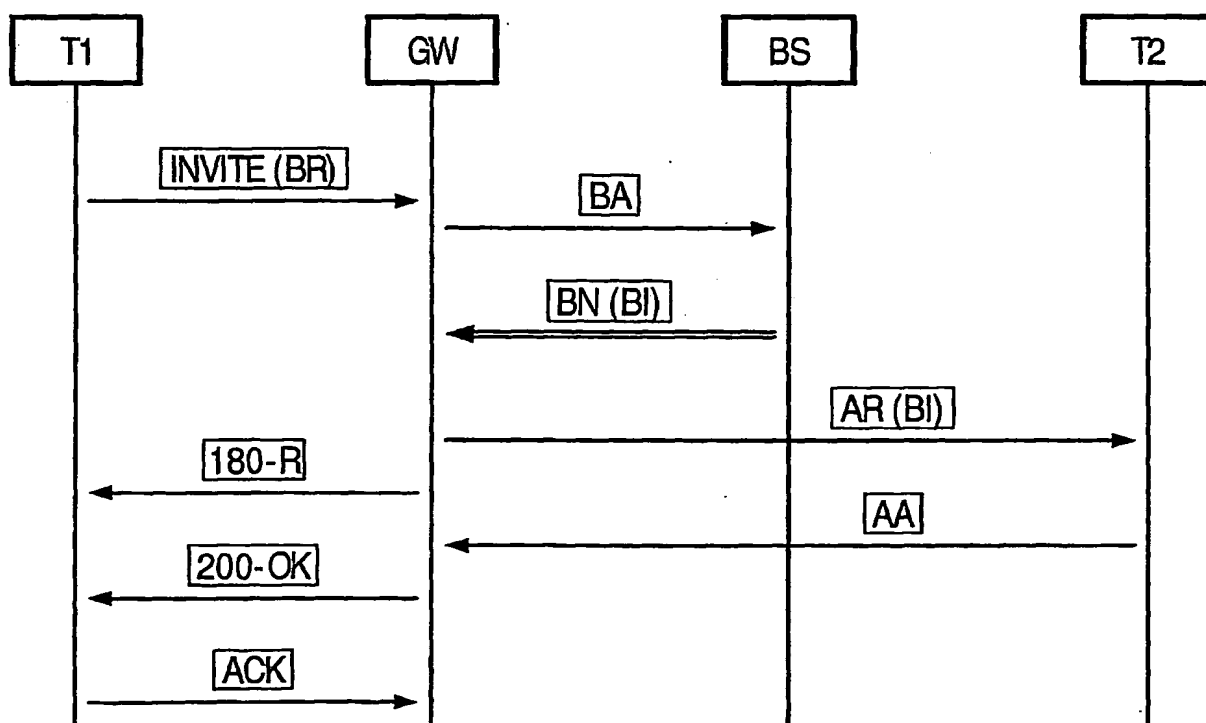 T1
GW
BS
T2
INVITE (BR)
BA
BN (BI)
AR (BI)
180-R
AA
200-OK
ACK